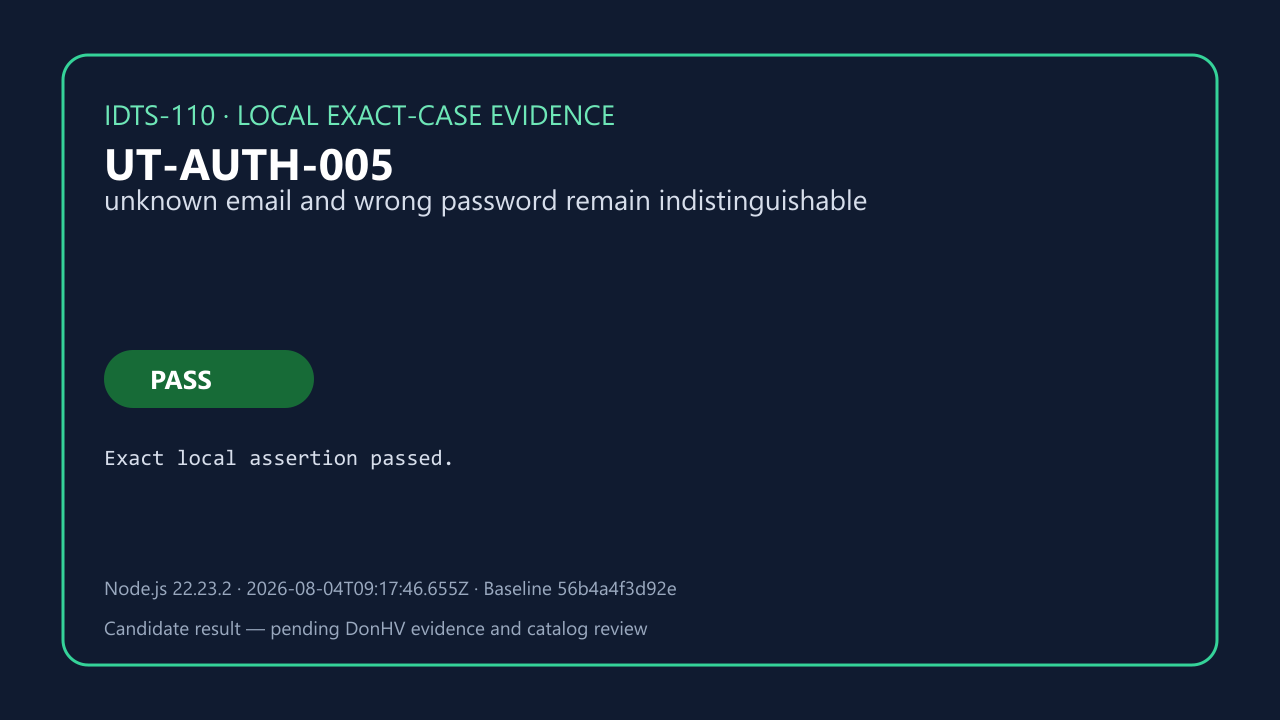 IDTS-110 · LOCAL EXACT-CASE EVIDENCE
UT-AUTH-005
unknown email and wrong password remain indistinguishable
PASS
Exact local assertion passed.
Node.js 22.23.2 · 2026-08-04T09:17:46.655Z · Baseline 56b4a4f3d92e
Candidate result — pending DonHV evidence and catalog review